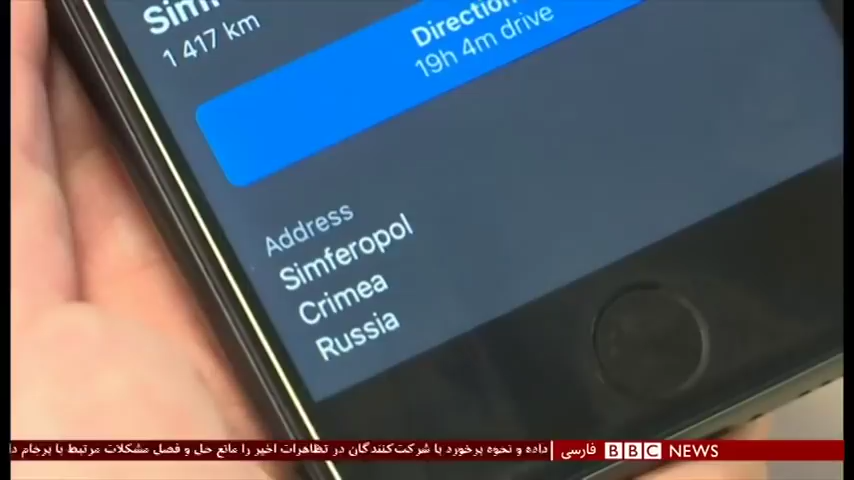 Simf
1 417 km
Direction
19h 4m drive
Address
Simferopol
Crimea
Russia
داده و نحوه برخورد با شرکت‌کنندگان در تظاهرات اخیر را مانع حل و فصل مشکلات مرتبط با برجام دا
فارسی BBC NEWS